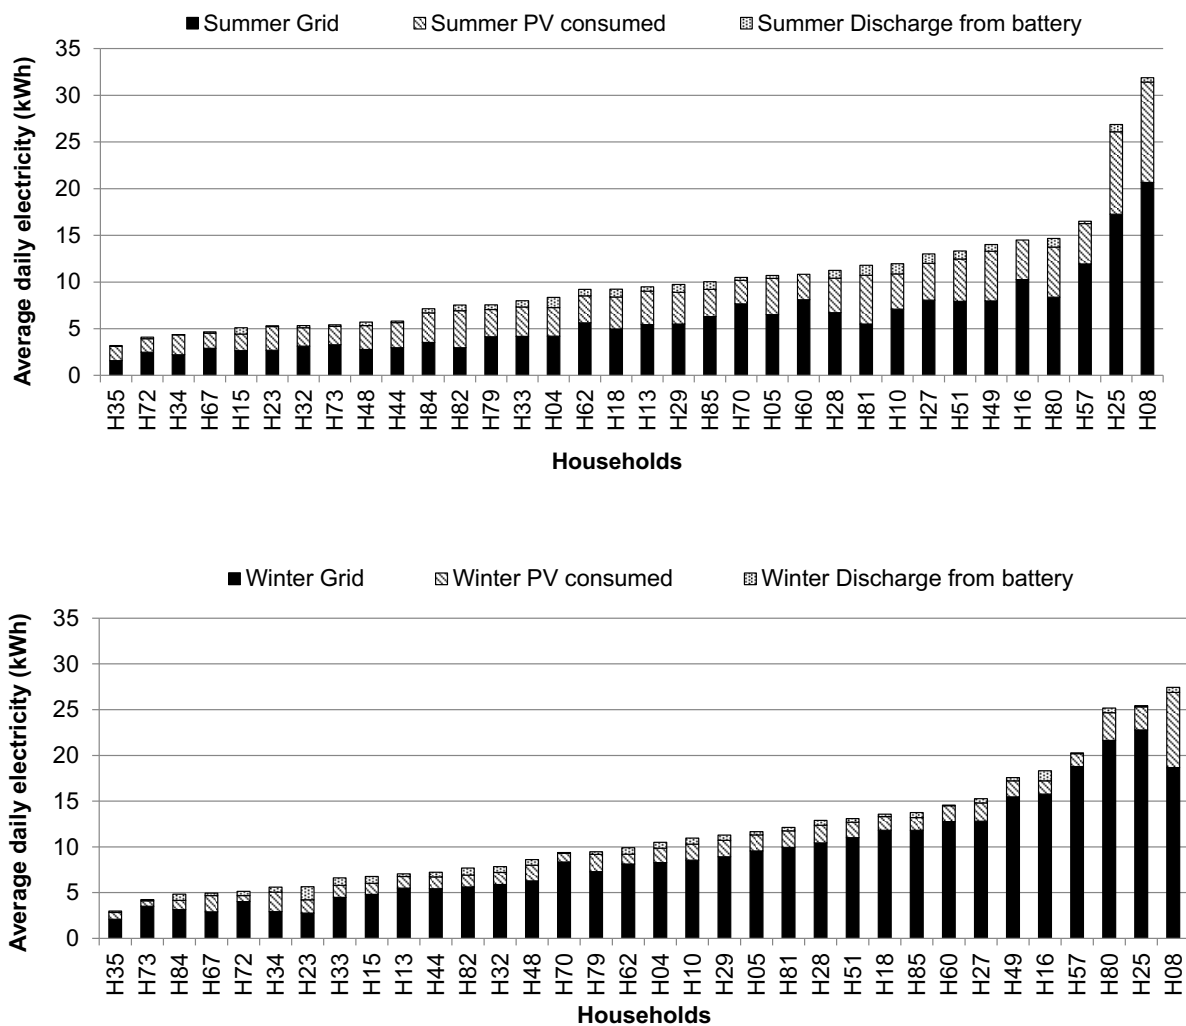 Summer Grid Summer PV consumed Summer Discharge from battery
Average daily electricity (kWh)
35
30
25
20
15
10
5
0
H35 H72 H34 H67 H15 H23 H32 H73 H48 H44 H84 H82 H79 H33 H04 H62 H18 H13 H29 H85 H70 H05 H60 H28 H81 H10 H27 H51 H49 H16 H80 H57 H25 H08
Households
Winter Grid Winter PV consumed Winter Discharge from battery
Average daily electricity (kWh)
35
30
25
20
15
10
5
0
H35 H73 H84 H67 H72 H34 H23 H33 H15 H13 H44 H82 H32 H48 H70 H79 H62 H04 H10 H29 H05 H81 H28 H51 H18 H85 H60 H27 H49 H16 H57 H80 H25 H08
Households